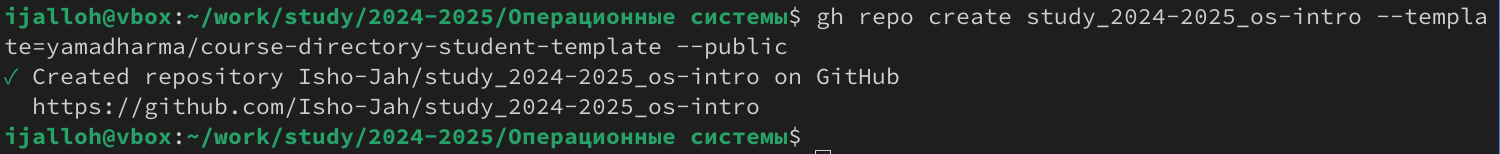 ijalloh@vbox:~/work/study/2024-2025/Операционные системы$ gh repo create study_2024-2025_os-intro --templa
te=yamadharma/course-directory-student-template --public
✓ Created repository Isho-Jah/study_2024-2025_os-intro on GitHub
  https://github.com/Isho-Jah/study_2024-2025_os-intro
ijalloh@vbox:~/work/study/2024-2025/Операционные системы$